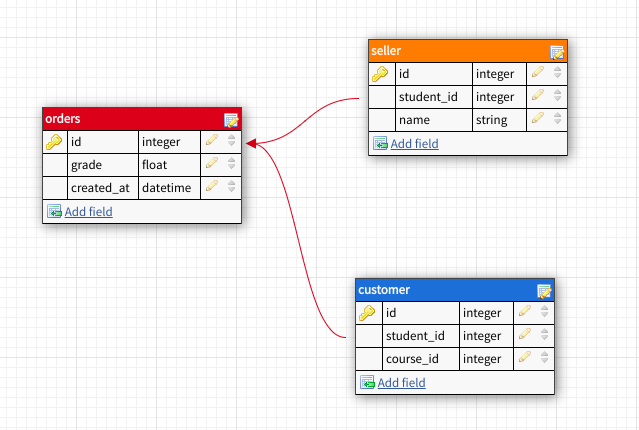 seller
id integer
student_id integer
name string
Add field
orders
id integer
grade float
created_at datetime
Add field
customer
id integer
student_id integer
course_id integer
Add field